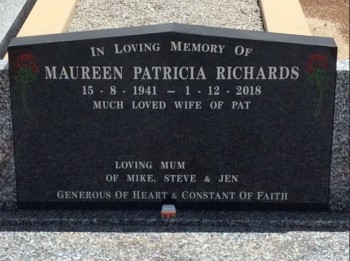 IN LOVING MEMORY OF
MAUREEN PATRICIA RICHARDS
15 - 8 - 1941 - 1 - 12 - 2018
MUCH LOVED WIFE OF PAT
LOVING MUM
OF MIKE, STEVE & JEN
GENEROUS OF HEART & CONSTANT OF FAITH